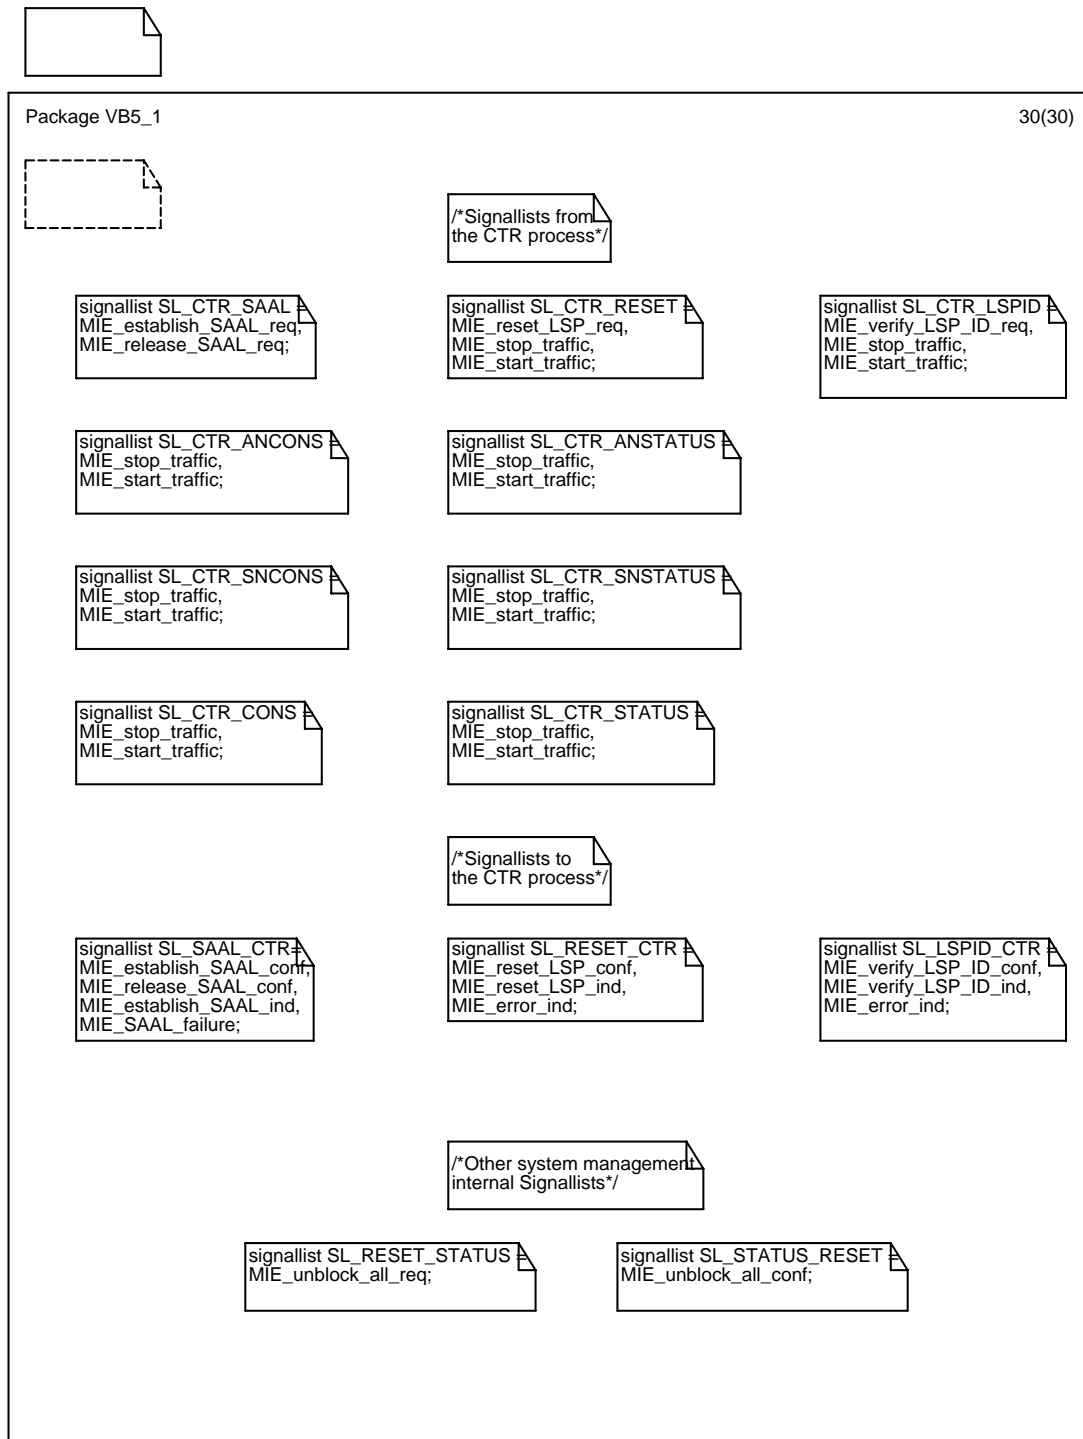 Package VB5_1
30(30)
/*Signallists from
the CTR process*/
signallist SL_CTR_SAAL =
MIE_establish_SAAL_req,
MIE_release_SAAL_req;
signallist SL_CTR_RESET =
MIE_reset_LSP_req,
MIE_stop_traffic,
MIE_start_traffic;
signallist SL_CTR_LSPID =
MIE_verify_LSP_ID_req,
MIE_stop_traffic,
MIE_start_traffic;
signallist SL_CTR_ANCONS =
MIE_stop_traffic,
MIE_start_traffic;
signallist SL_CTR_ANSTATUS =
MIE_stop_traffic,
MIE_start_traffic;
signallist SL_CTR_SNCONS =
MIE_stop_traffic,
MIE_start_traffic;
signallist SL_CTR_SNSTATUS =
MIE_stop_traffic,
MIE_start_traffic;
signallist SL_CTR_CONS =
MIE_stop_traffic,
MIE_start_traffic;
signallist SL_CTR_STATUS =
MIE_stop_traffic,
MIE_start_traffic;
/*Signallists to
the CTR process*/
signallist SL_SAAL_CTR=
MIE_establish_SAAL_conf,
MIE_release_SAAL_conf,
MIE_establish_SAAL_ind,
MIE_SAAL_failure;
signallist SL_RESET_CTR =
MIE_reset_LSP_conf,
MIE_reset_LSP_ind,
MIE_error_ind;
signallist SL_LSPID_CTR =
MIE_verify_LSP_ID_conf,
MIE_verify_LSP_ID_ind,
MIE_error_ind;
/*Other system management
internal Signallists*/
signallist SL_RESET_STATUS =
MIE_unblock_all_req;
signallist SL_STATUS_RESET =
MIE_unblock_all_conf;